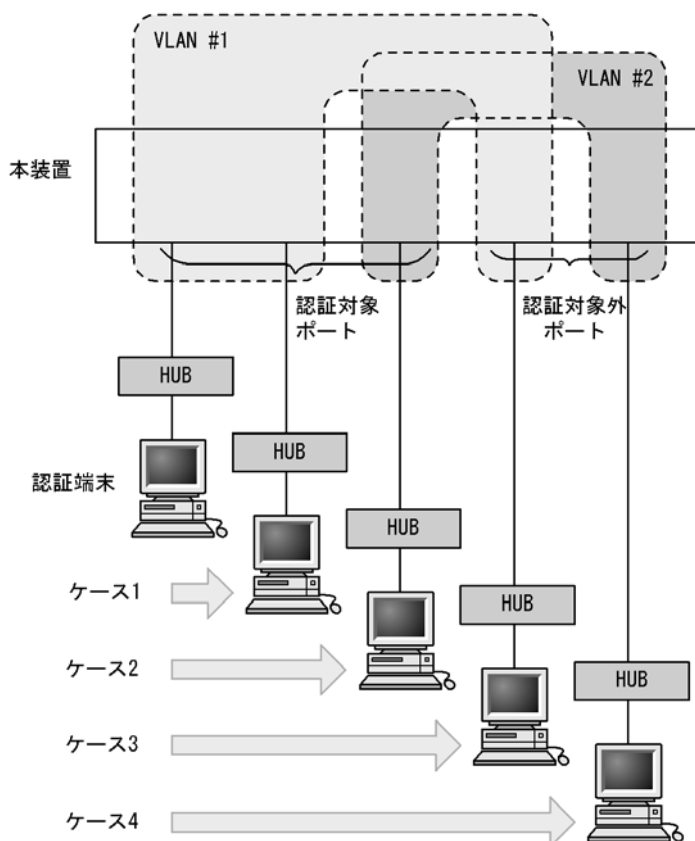 VLAN #1
VLAN #2
本装置
認証対象
ポート
認証対象外
ポート
HUB
認証端末
HUB
HUB
ケース1
HUB
ケース2
HUB
ケース3
ケース4